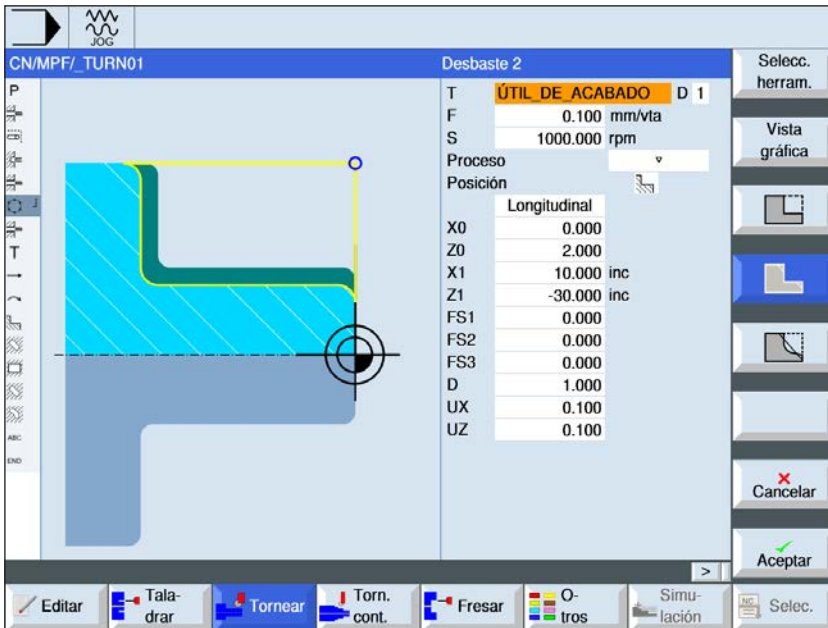 JOG
CN/MPF/_TURN01
Desbaste 2
P
T
ABC
END
T ÚTIL_DE_ACABADO D 1
F 0.100 mm/vta
S 1000.000 rpm
Proceso ▿
Posición
Longitudinal
X0 0.000
Z0 2.000
X1 10.000 inc
Z1 -30.000 inc
FS1 0.000
FS2 0.000
FS3 0.000
D 1.000
UX 0.100
UZ 0.100
Selecc.
herram.
Vista
gráfica
Cancelar
Aceptar
>
Editar
Tala-
drar
Tornear
Torn.
cont.
Fresar
O-
tros
Simu-
lación
NC
Selec.